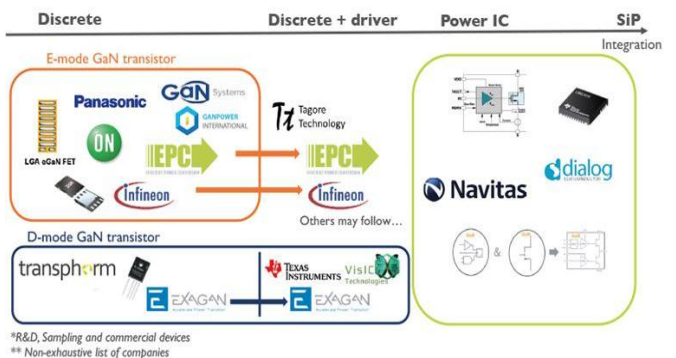 Discrete
Discrete + driver
Power IC
SiP
Integration
E-mode GaN transistor
Panasonic
GaN Systems
GANPOWER
INTERNATIONAL
ON
LGA eGaN FET
EPC
infineon
Tt Tagore
Technology
EPC
infineon
Others may follow...
Navitas
dialog
SEMICONDUCTOR
&
D-mode GaN transistor
transphorm
EXAGAN
TEXAS
INSTRUMENTS
VisIC
Technologies
EXAGAN
*R&D, Sampling and commercial devices
** Non-exhaustive list of companies